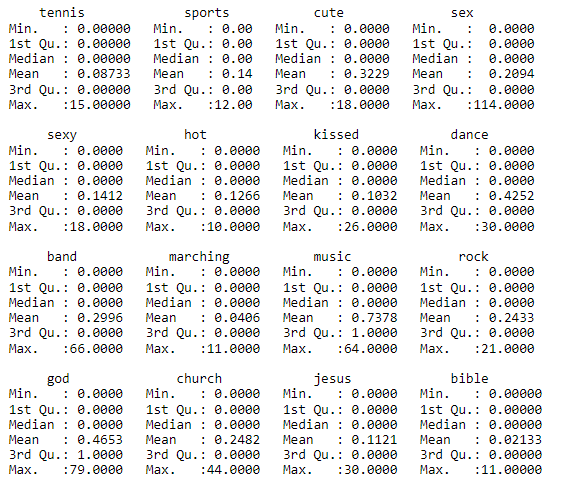 tennis            sports           cute              sex
Min.   : 0.00000   Min.   : 0.00   Min.   : 0.0000   Min.   :  0.0000
1st Qu.: 0.00000   1st Qu.: 0.00   1st Qu.: 0.0000   1st Qu.:  0.0000
Median : 0.00000   Median : 0.00   Median : 0.0000   Median :  0.0000
Mean   : 0.08733   Mean   : 0.14   Mean   : 0.3229   Mean   :  0.2094
3rd Qu.: 0.00000   3rd Qu.: 0.00   3rd Qu.: 0.0000   3rd Qu.:  0.0000
Max.   :15.00000   Max.   :12.00   Max.   :18.0000   Max.   :114.0000
     sexy              hot              kissed            dance
Min.   : 0.0000   Min.   : 0.0000   Min.   : 0.0000   Min.   : 0.0000
1st Qu.: 0.0000   1st Qu.: 0.0000   1st Qu.: 0.0000   1st Qu.: 0.0000
Median : 0.0000   Median : 0.0000   Median : 0.0000   Median : 0.0000
Mean   : 0.1412   Mean   : 0.1266   Mean   : 0.1032   Mean   : 0.4252
3rd Qu.: 0.0000   3rd Qu.: 0.0000   3rd Qu.: 0.0000   3rd Qu.: 0.0000
Max.   :18.0000   Max.   :10.0000   Max.   :26.0000   Max.   :30.0000
     band            marching           music              rock
Min.   : 0.0000   Min.   : 0.0000   Min.   : 0.0000   Min.   : 0.0000
1st Qu.: 0.0000   1st Qu.: 0.0000   1st Qu.: 0.0000   1st Qu.: 0.0000
Median : 0.0000   Median : 0.0000   Median : 0.0000   Median : 0.0000
Mean   : 0.2996   Mean   : 0.0406   Mean   : 0.7378   Mean   : 0.2433
3rd Qu.: 0.0000   3rd Qu.: 0.0000   3rd Qu.: 1.0000   3rd Qu.: 0.0000
Max.   :66.0000   Max.   :11.0000   Max.   :64.0000   Max.   :21.0000
     god              church            jesus             bible
Min.   : 0.0000   Min.   : 0.0000   Min.   : 0.0000   Min.   : 0.00000
1st Qu.: 0.0000   1st Qu.: 0.0000   1st Qu.: 0.0000   1st Qu.: 0.00000
Median : 0.0000   Median : 0.0000   Median : 0.0000   Median : 0.00000
Mean   : 0.4653   Mean   : 0.2482   Mean   : 0.1121   Mean   : 0.02133
3rd Qu.: 1.0000   3rd Qu.: 0.0000   3rd Qu.: 0.0000   3rd Qu.: 0.00000
Max.   :79.0000   Max.   :44.0000   Max.   :30.0000   Max.   :11.00000